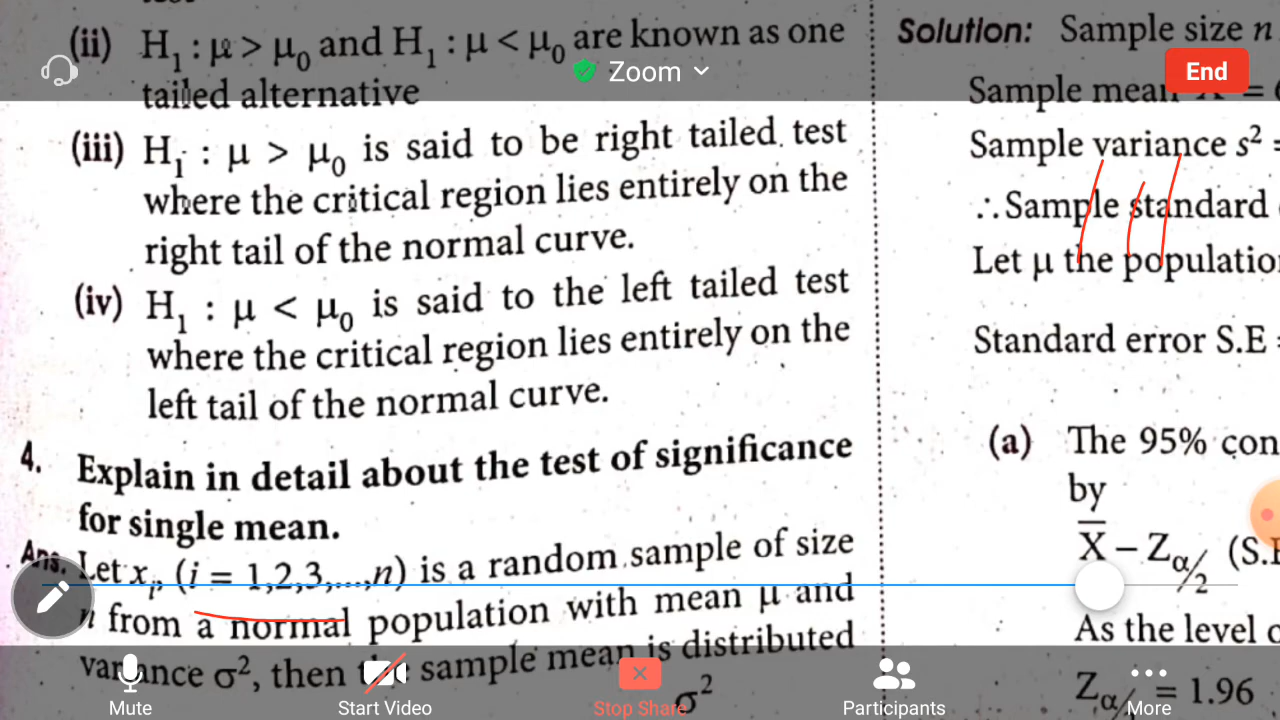 (ii) H₁ : μ > μ₀ and H₁ : μ < μ₀ are known as one
tailed alternative
(iii) H₁ : μ > μ₀ is said to be right tailed test
where the critical region lies entirely on the
right tail of the normal curve.
(iv) H₁ : μ < μ₀ is said to the left tailed test
where the critical region lies entirely on the
left tail of the normal curve.
4. Explain in detail about the test of significance
for single mean.
Ans. Let xᵢ, (i = 1,2,3,....,n) is a random sample of size
n from a normal population with mean μ and
variance σ², then the sample mean is distributed
σ²
Solution: Sample size n
Sample mean X̄ =
Sample variance s² =
∴ Sample standard
Let μ the populatio
Standard error S.E =
(a) The 95% con
by
X̄ – Zα/2 (S.E
As the level o
Zα/2 = 1.96
Zoom
End
Mute
Start Video
Stop Share
Participants
More